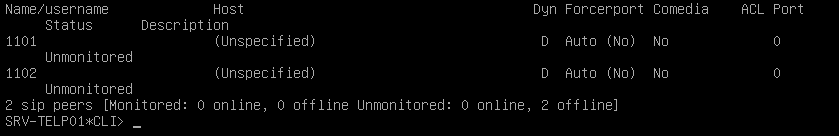 Name/username Host Dyn Forcerport Comedia ACL Port
Status Description
1101 (Unspecified) D Auto (No) No 0
Unmonitored
1102 (Unspecified) D Auto (No) No 0
Unmonitored
2 sip peers [Monitored: 0 online, 0 offline Unmonitored: 0 online, 2 offline]
SRV-TELP01*CLI> _